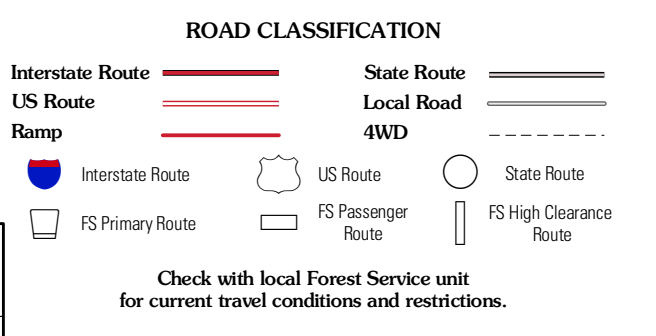 ROAD CLASSIFICATION
Interstate Route
State Route
US Route
Local Road
Ramp
4WD
Interstate Route
US Route
State Route
FS Primary Route
FS Passenger
Route
FS High Clearance
Route
Check with local Forest Service unit
for current travel conditions and restrictions.